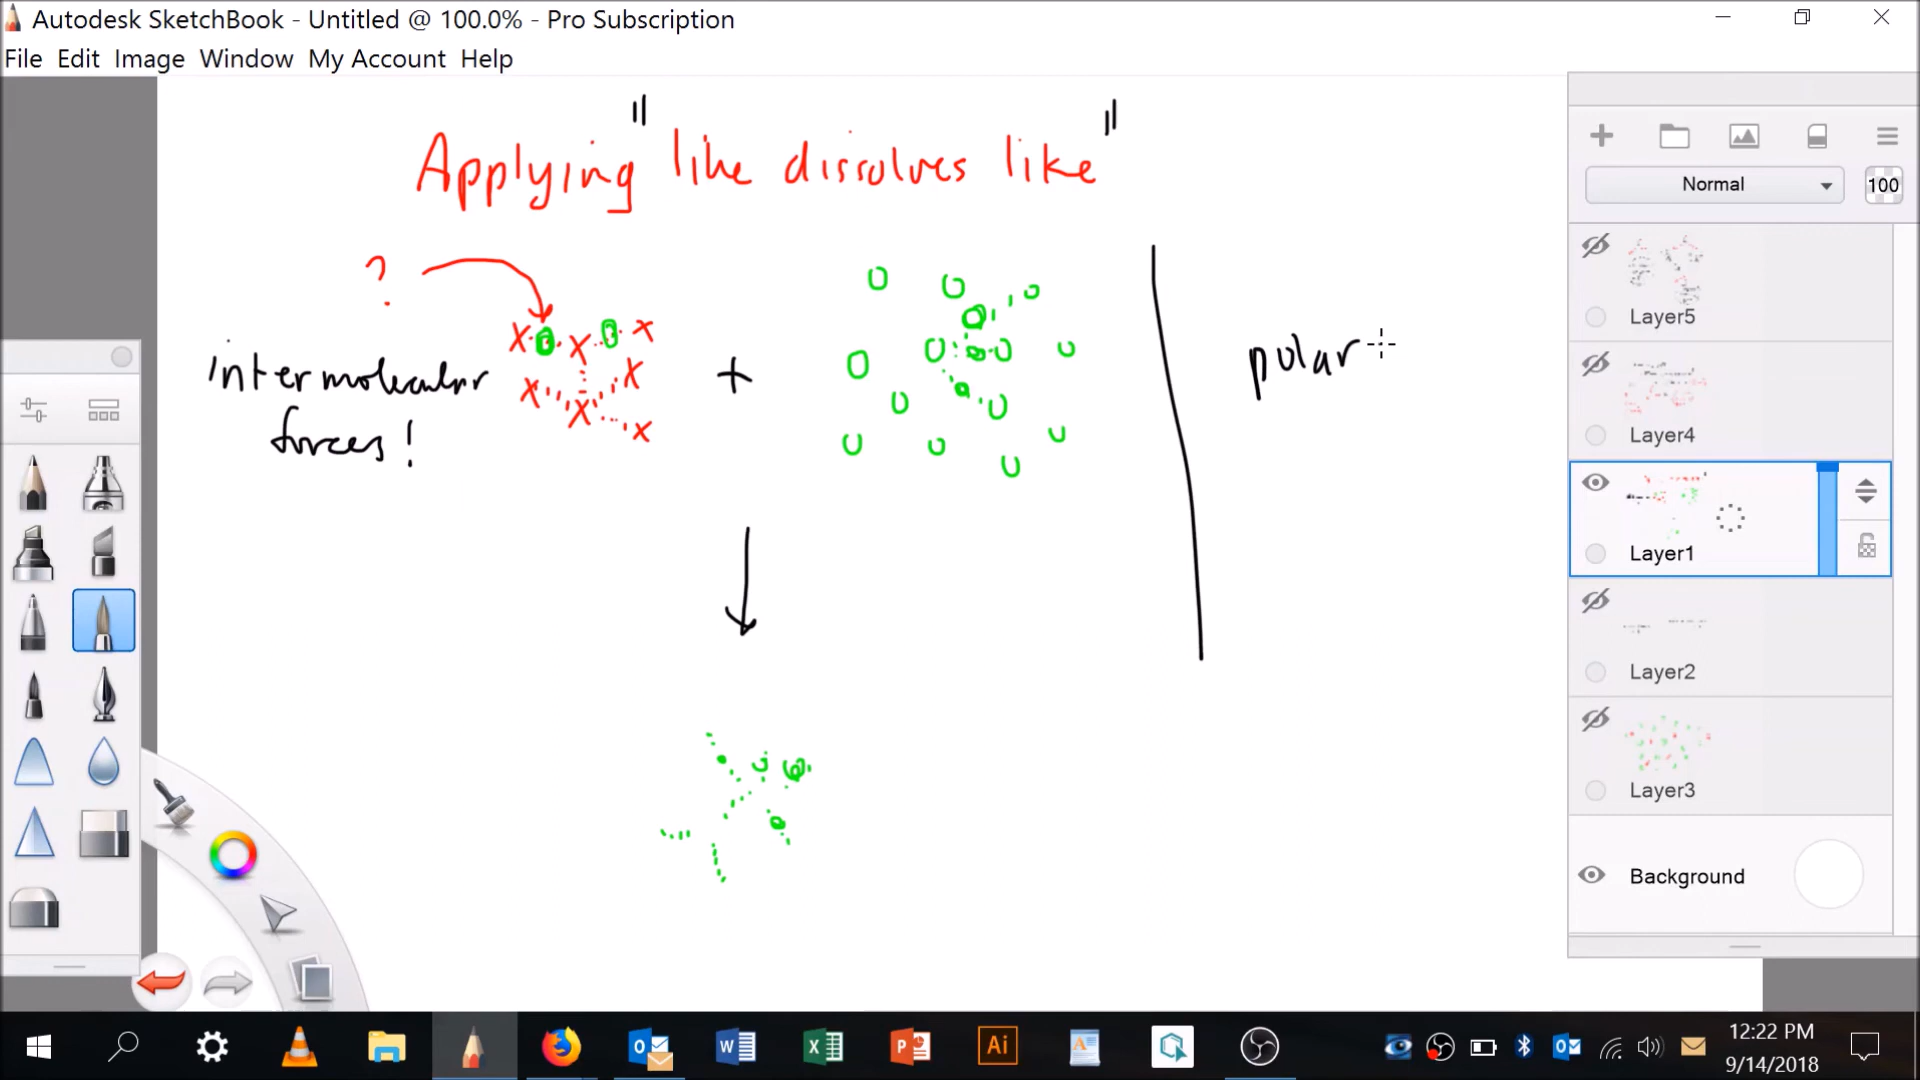 Autodesk SketchBook - Untitled @ 100.0% - Pro Subscription
File Edit Image Window My Account Help
Applying "like dissolves like"
?
intermolecular
forces!
X X X
X X
X X
+
polar
Normal
100
Layer5
Layer4
Layer1
Layer2
Layer3
Background
12:22 PM
9/14/2018